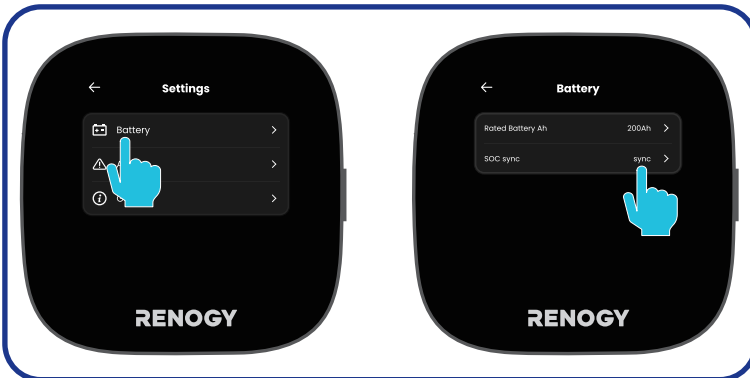 Settings
Battery
RENOGY
Battery
Rated Battery Ah 200Ah
SOC sync sync
RENOGY